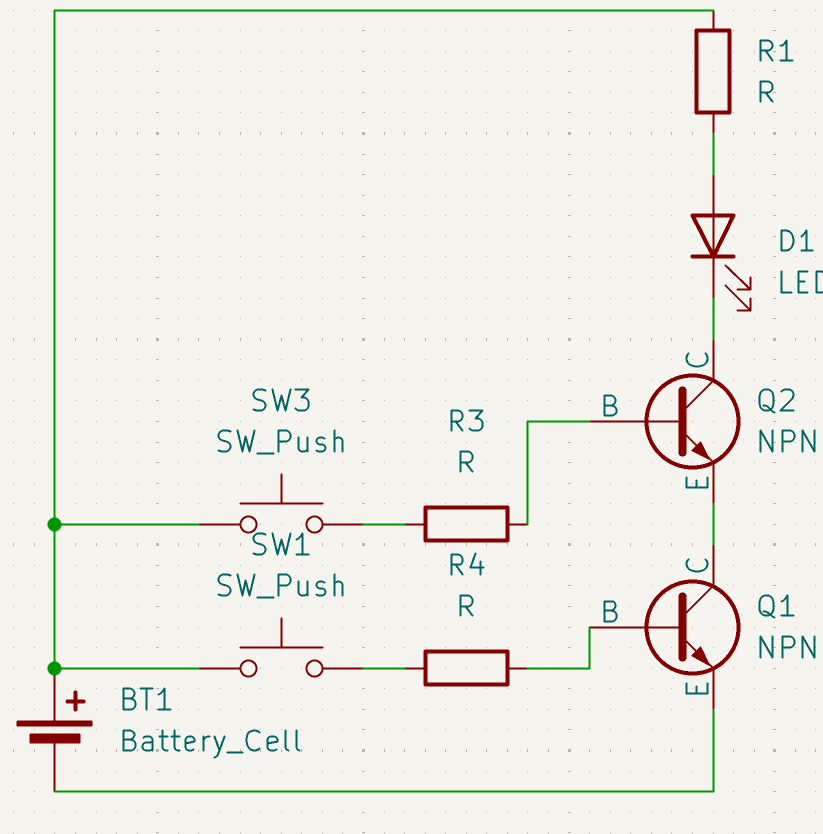 R1
R
D1
LED
SW3
SW_Push
R3
R
C
B
Q2
NPN
E
SW1
SW_Push
R4
R
C
B
Q1
NPN
E
+
BT1
Battery_Cell